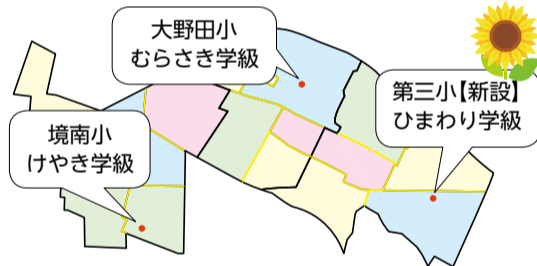 大野田小
むらさき学級
第三小【新設】
ひまわり学級
境南小
けやき学級